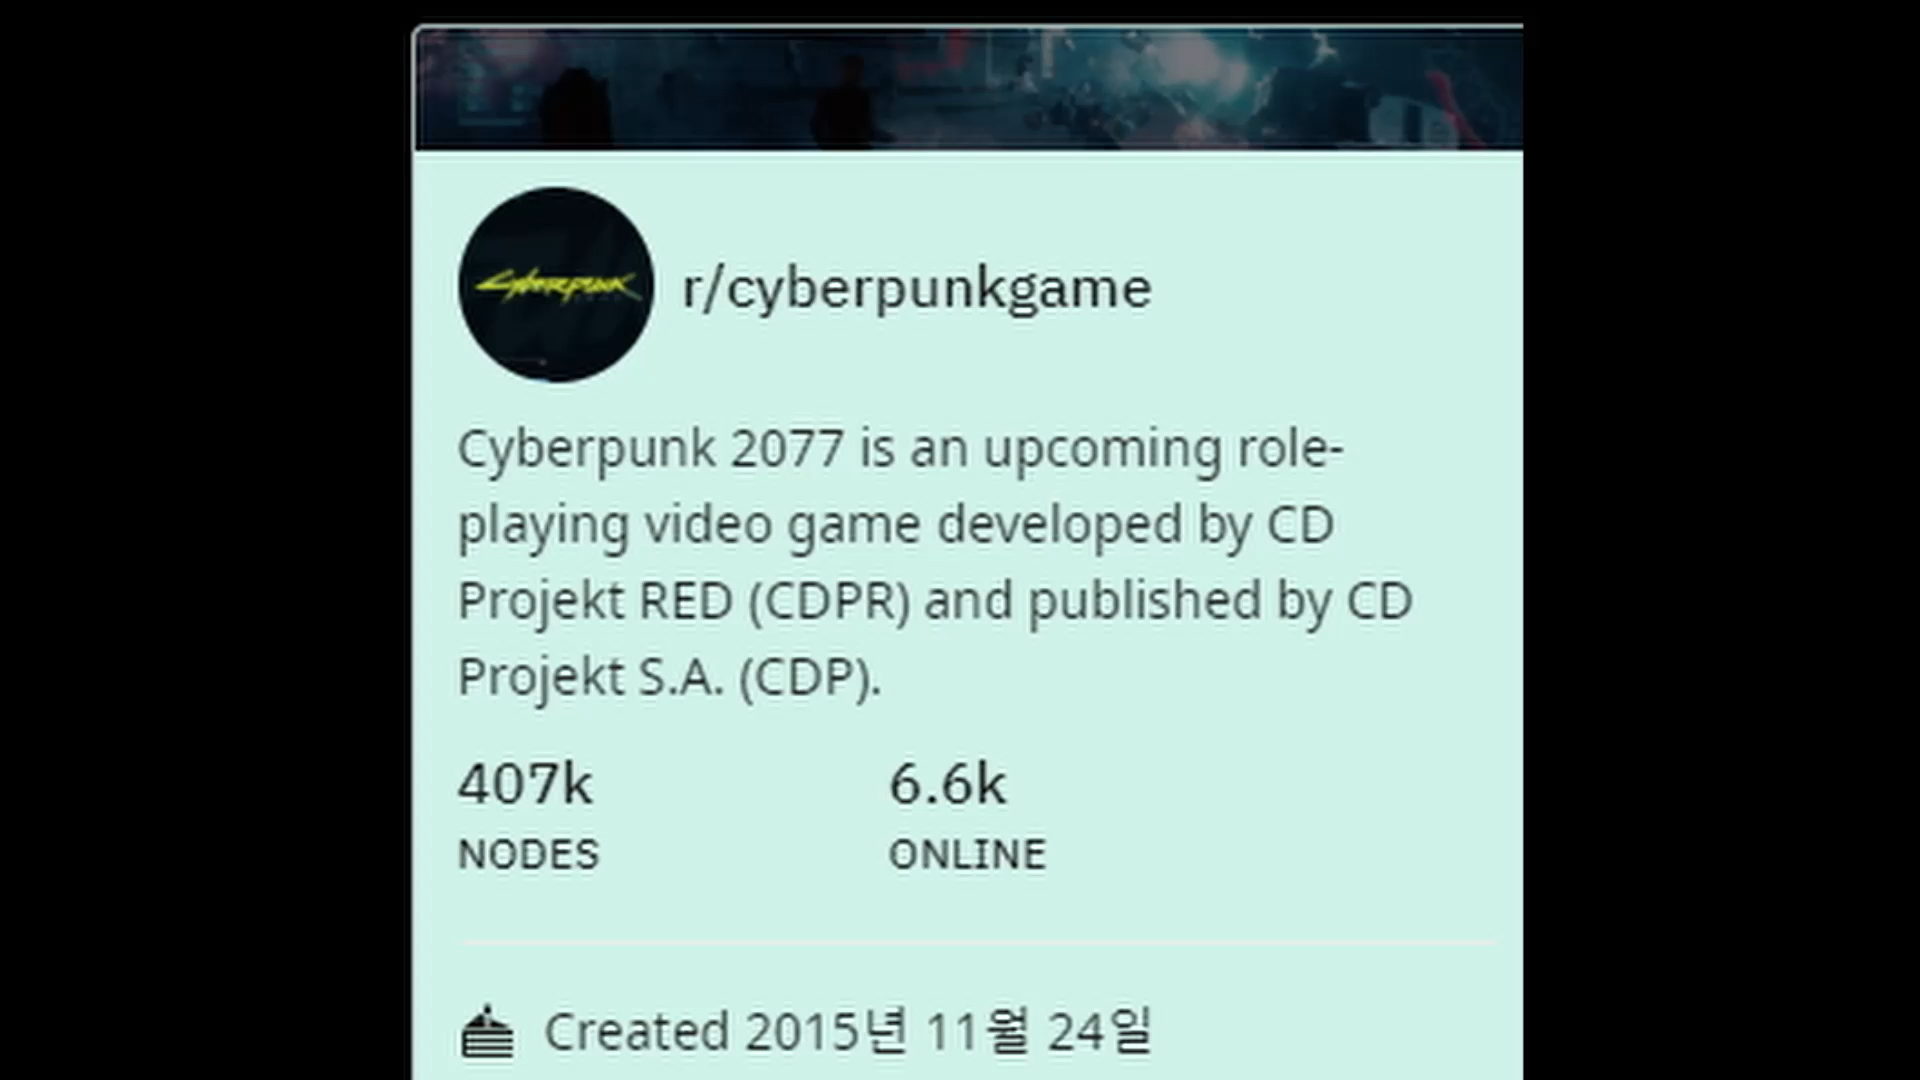 Cyberpunk
r/cyberpunkgame
Cyberpunk 2077 is an upcoming role-
playing video game developed by CD
Projekt RED (CDPR) and published by CD
Projekt S.A. (CDP).
407k 6.6k
NODES ONLINE
Created 2015년 11월 24일